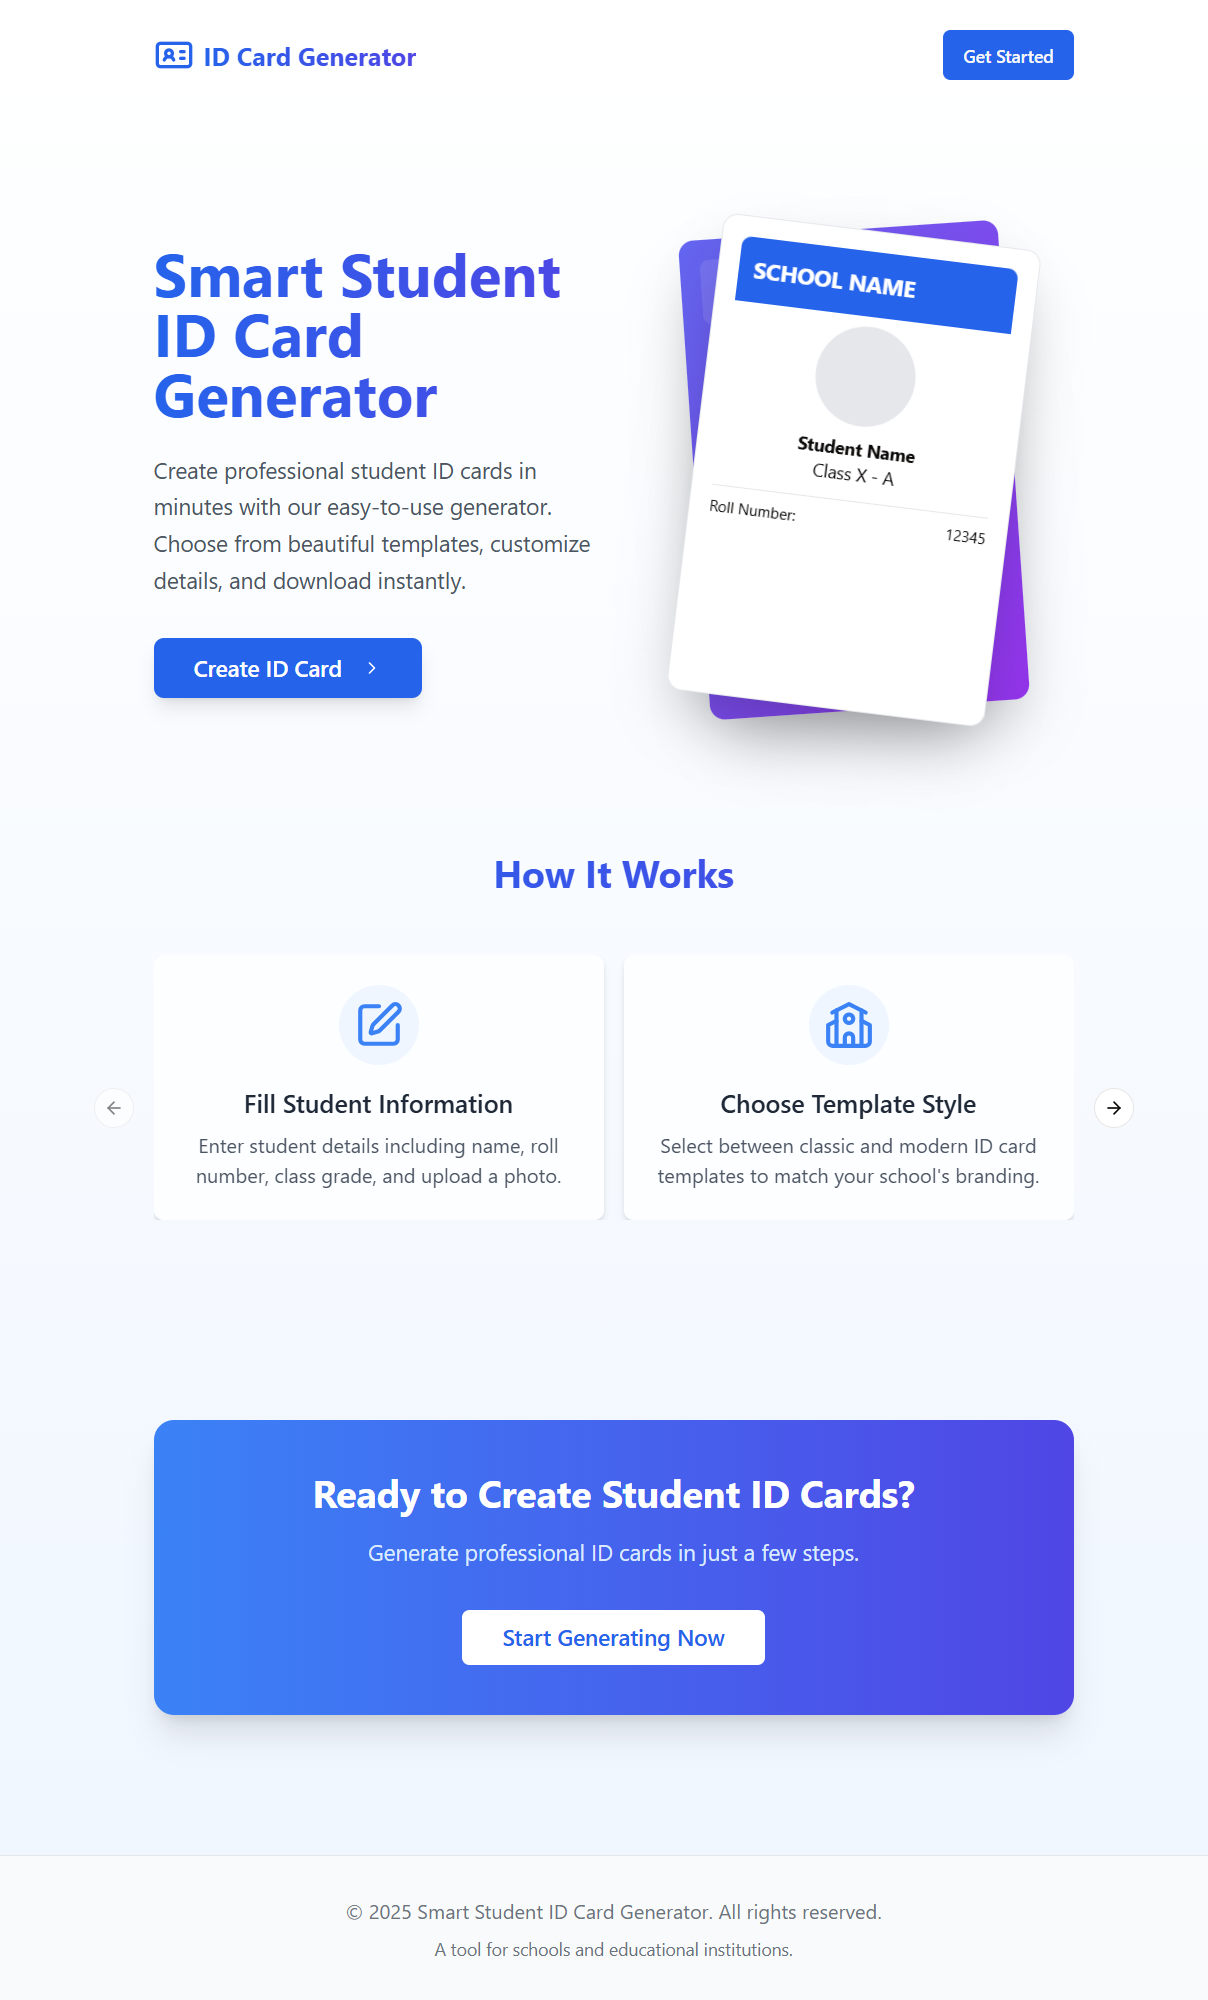 ID Card Generator
Get Started
Smart Student
ID Card
Generator
Create professional student ID cards in
minutes with our easy-to-use generator.
Choose from beautiful templates, customize
details, and download instantly.
Create ID Card
SCHOOL NAME
Student Name
Class X - A
Roll Number:
12345
How It Works
Fill Student Information
Enter student details including name, roll
number, class grade, and upload a photo.
Choose Template Style
Select between classic and modern ID card
templates to match your school's branding.
Ready to Create Student ID Cards?
Generate professional ID cards in just a few steps.
Start Generating Now
© 2025 Smart Student ID Card Generator. All rights reserved.
A tool for schools and educational institutions.